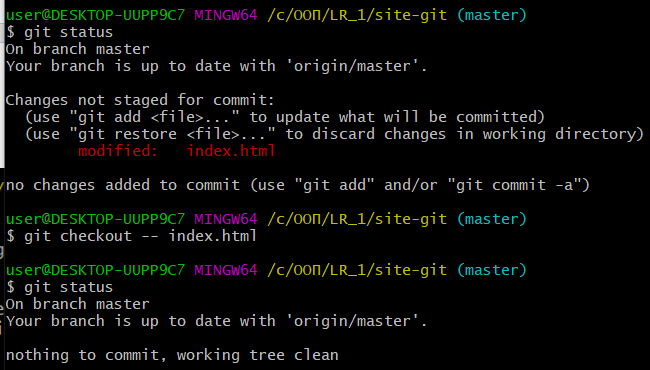 user@DESKTOP-UUPP9C7 MINGW64 /c/ООП/LR_1/site-git (master)
$ git status
On branch master
Your branch is up to date with 'origin/master'.
Changes not staged for commit:
  (use "git add <file>..." to update what will be committed)
  (use "git restore <file>..." to discard changes in working directory)
        modified:   index.html
no changes added to commit (use "git add" and/or "git commit -a")
user@DESKTOP-UUPP9C7 MINGW64 /c/ООП/LR_1/site-git (master)
$ git checkout -- index.html
user@DESKTOP-UUPP9C7 MINGW64 /c/ООП/LR_1/site-git (master)
$ git status
On branch master
Your branch is up to date with 'origin/master'.
nothing to commit, working tree clean